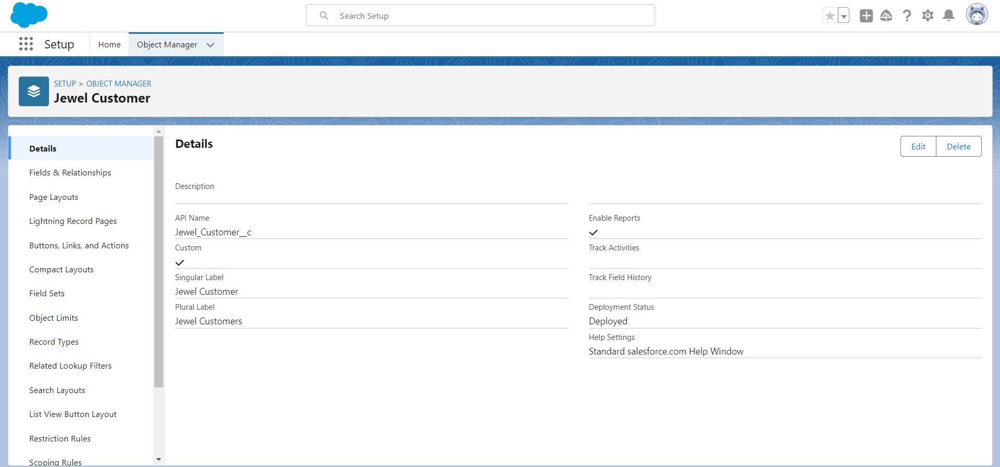 Search Setup
Setup
Home
Object Manager
SETUP > OBJECT MANAGER
Jewel Customer
Details
Fields & Relationships
Page Layouts
Lightning Record Pages
Buttons, Links, and Actions
Compact Layouts
Field Sets
Object Limits
Record Types
Related Lookup Filters
Search Layouts
List View Button Layout
Restriction Rules
Scoping Rules
Details
Edit
Delete
Description
API Name
Jewel_Customer__c
Custom
Singular Label
Jewel Customer
Plural Label
Jewel Customers
Enable Reports
Track Activities
Track Field History
Deployment Status
Deployed
Help Settings
Standard salesforce.com Help Window